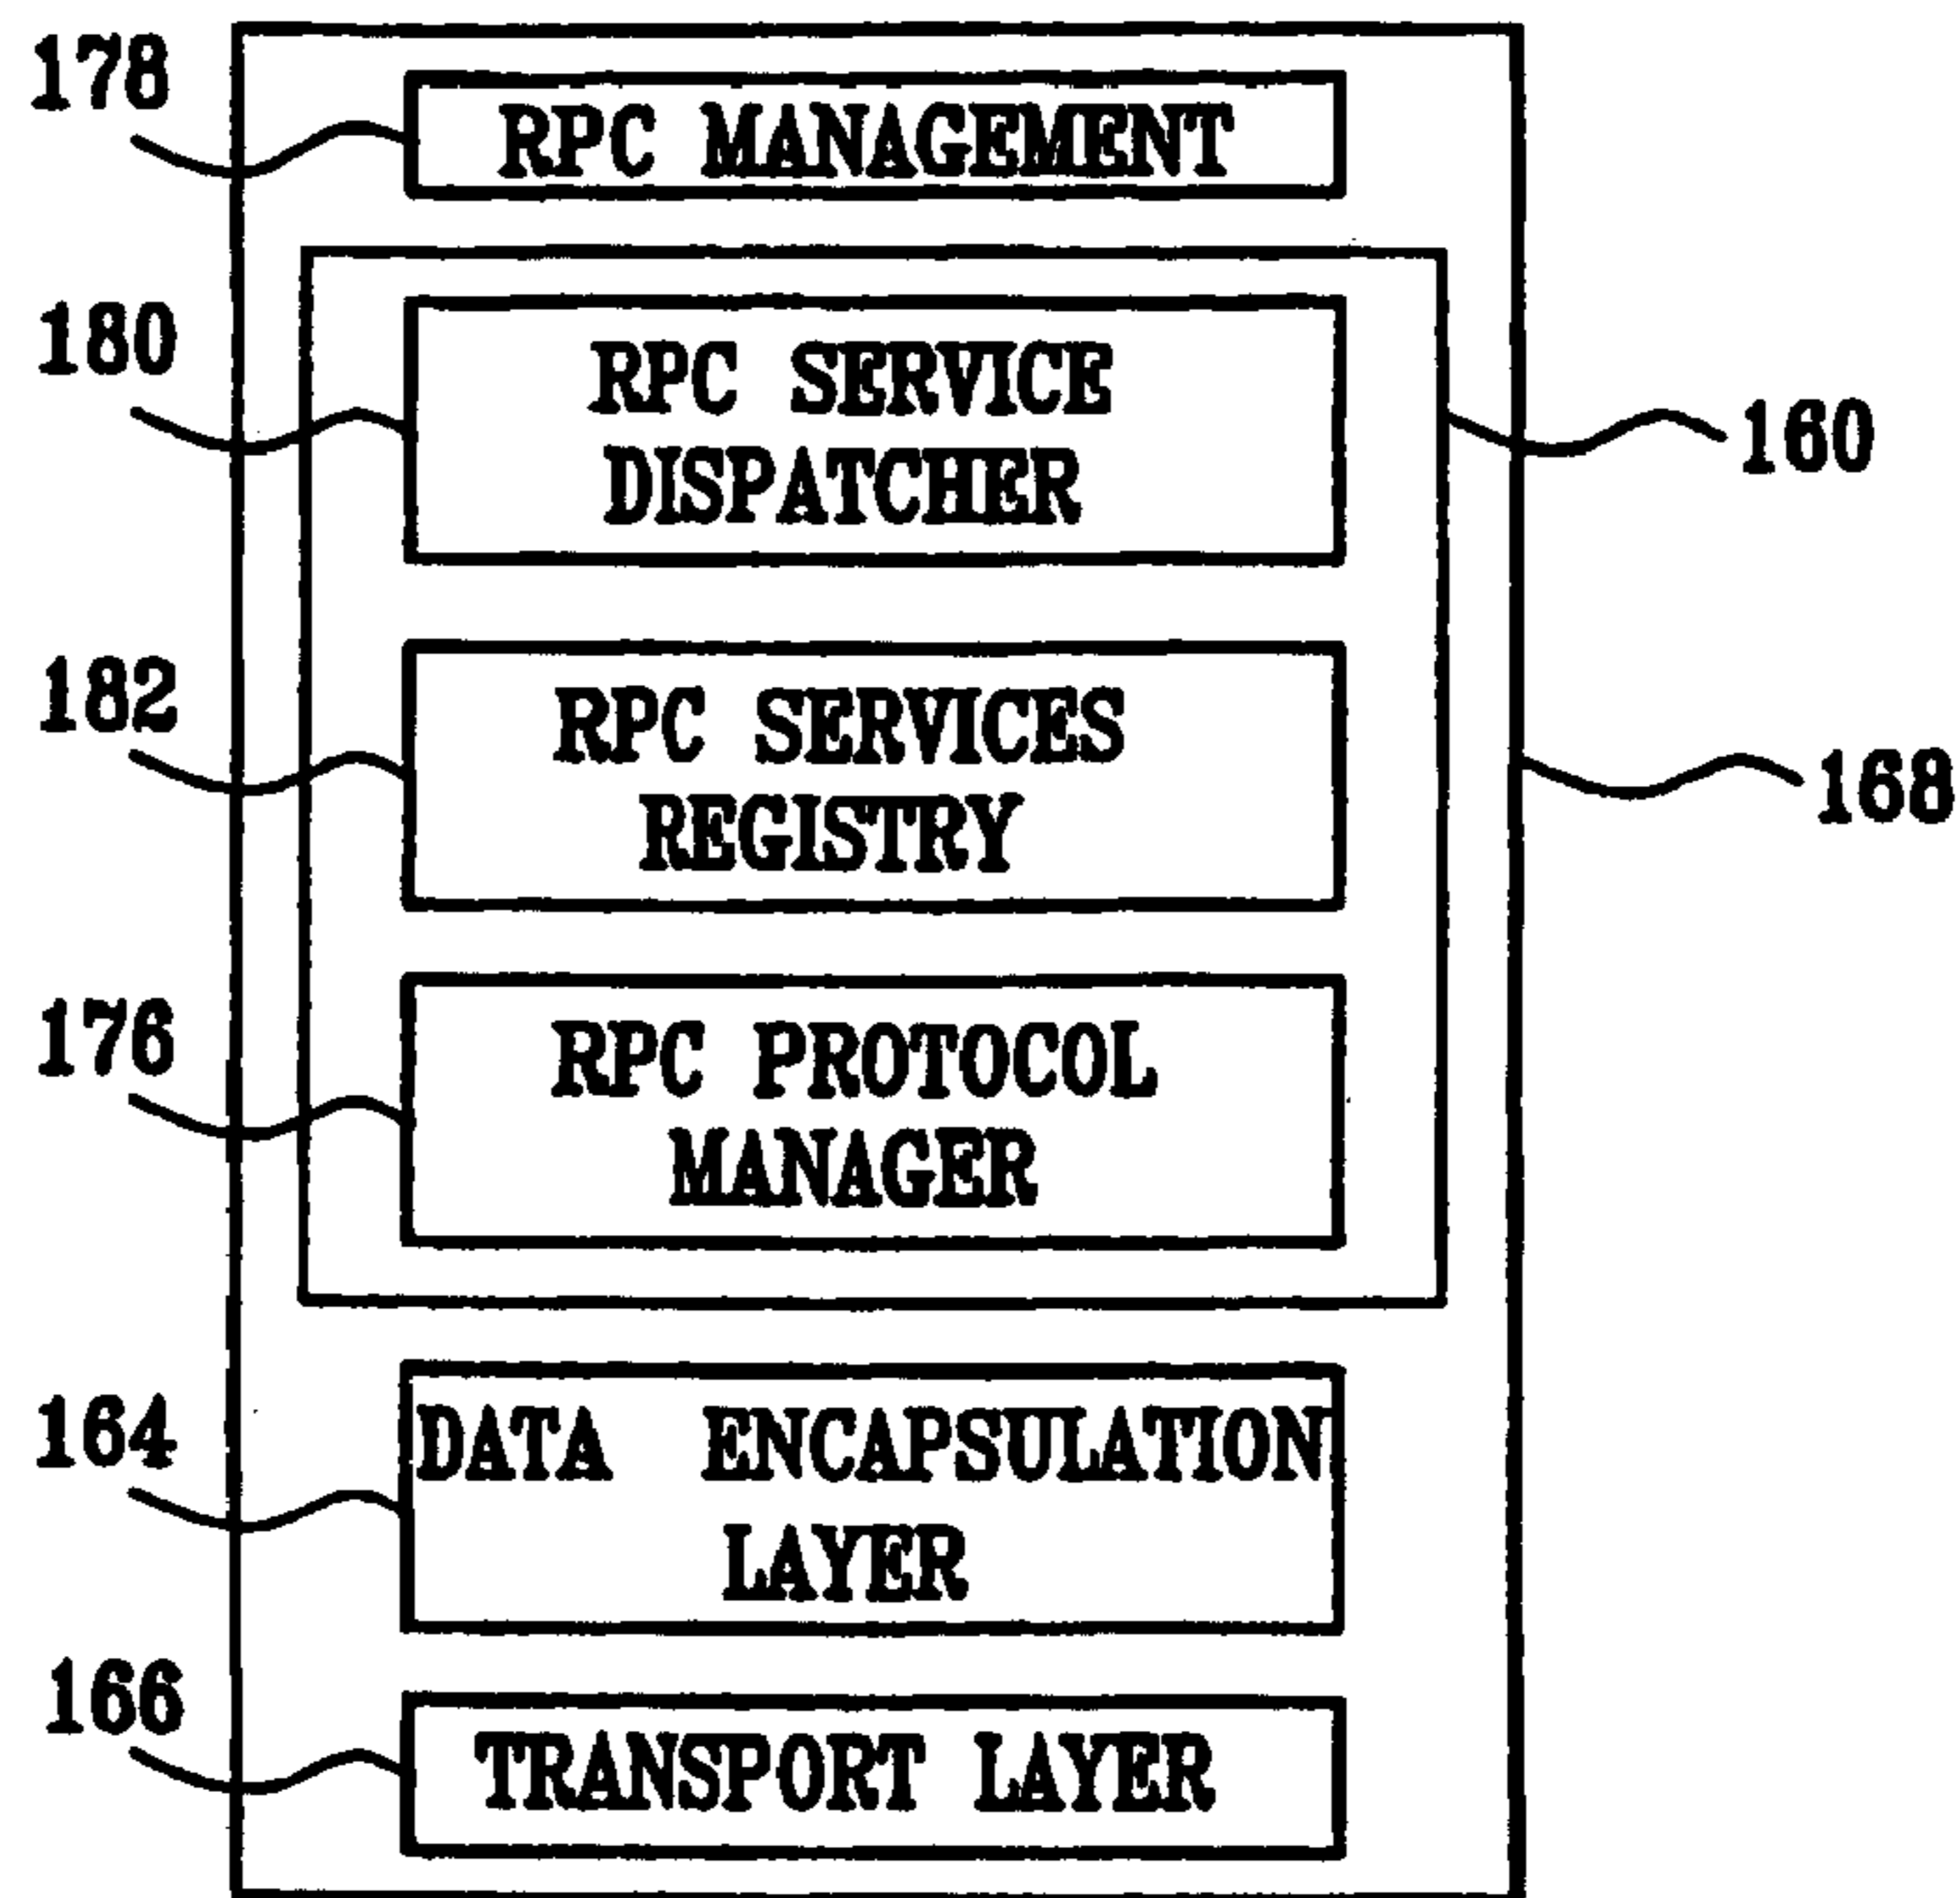 178
RPC MANAGEMENT
180
RPC SERVICE
DISPATCHER
160
182
RPC SERVICES
REGISTRY
168
176
RPC PROTOCOL
MANAGER
164
DATA ENCAPSULATION
LAYER
166
TRANSPORT LAYER